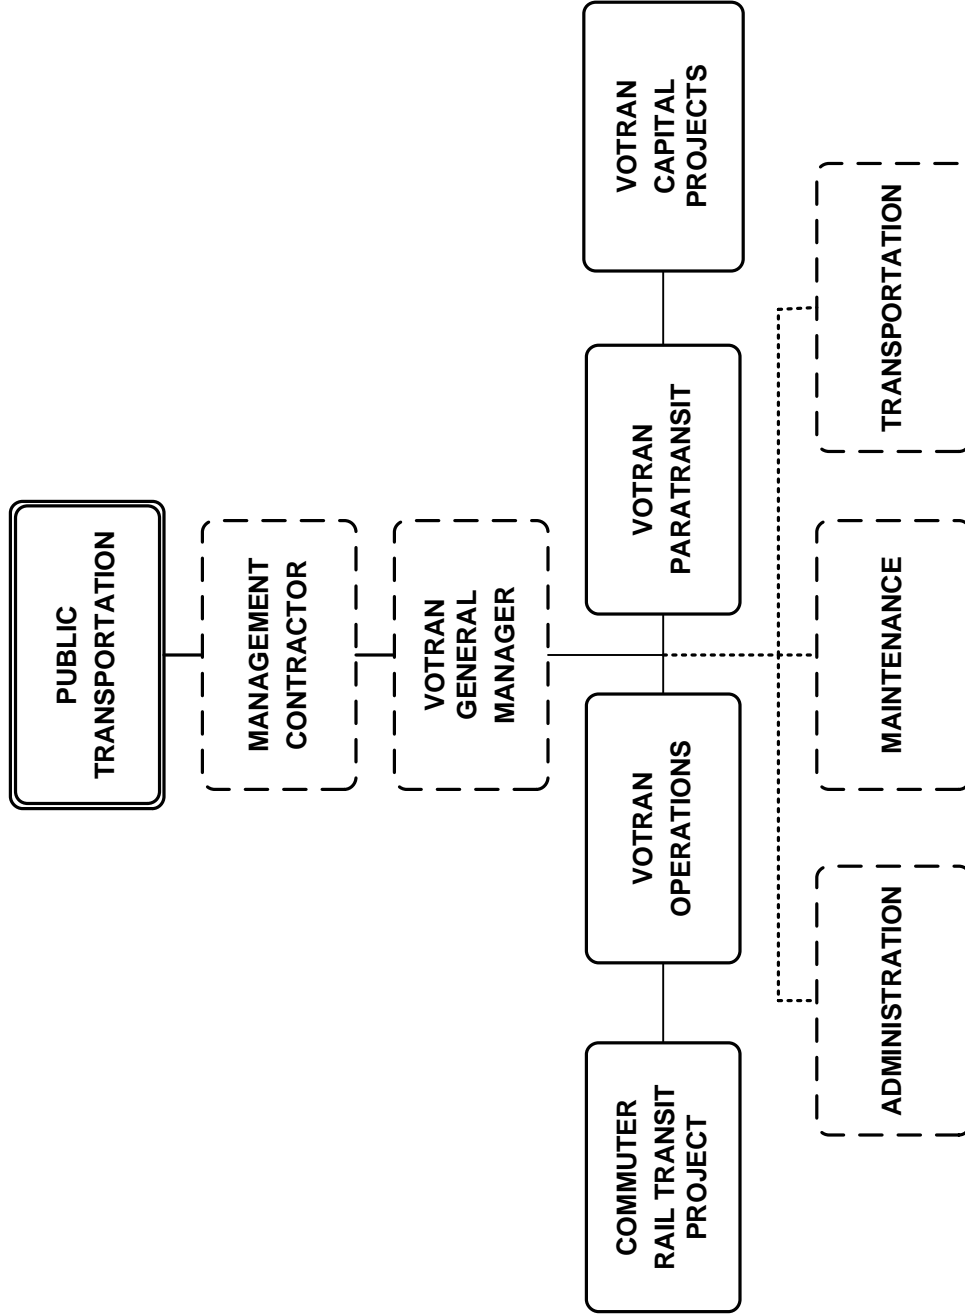 PUBLIC
TRANSPORTATION
MANAGEMENT
CONTRACTOR
VOTRAN
GENERAL
MANAGER
COMMUTER
RAIL TRANSIT
PROJECT
VOTRAN
OPERATIONS
VOTRAN
PARATRANSIT
VOTRAN
CAPITAL
PROJECTS
ADMINISTRATION
MAINTENANCE
TRANSPORTATION